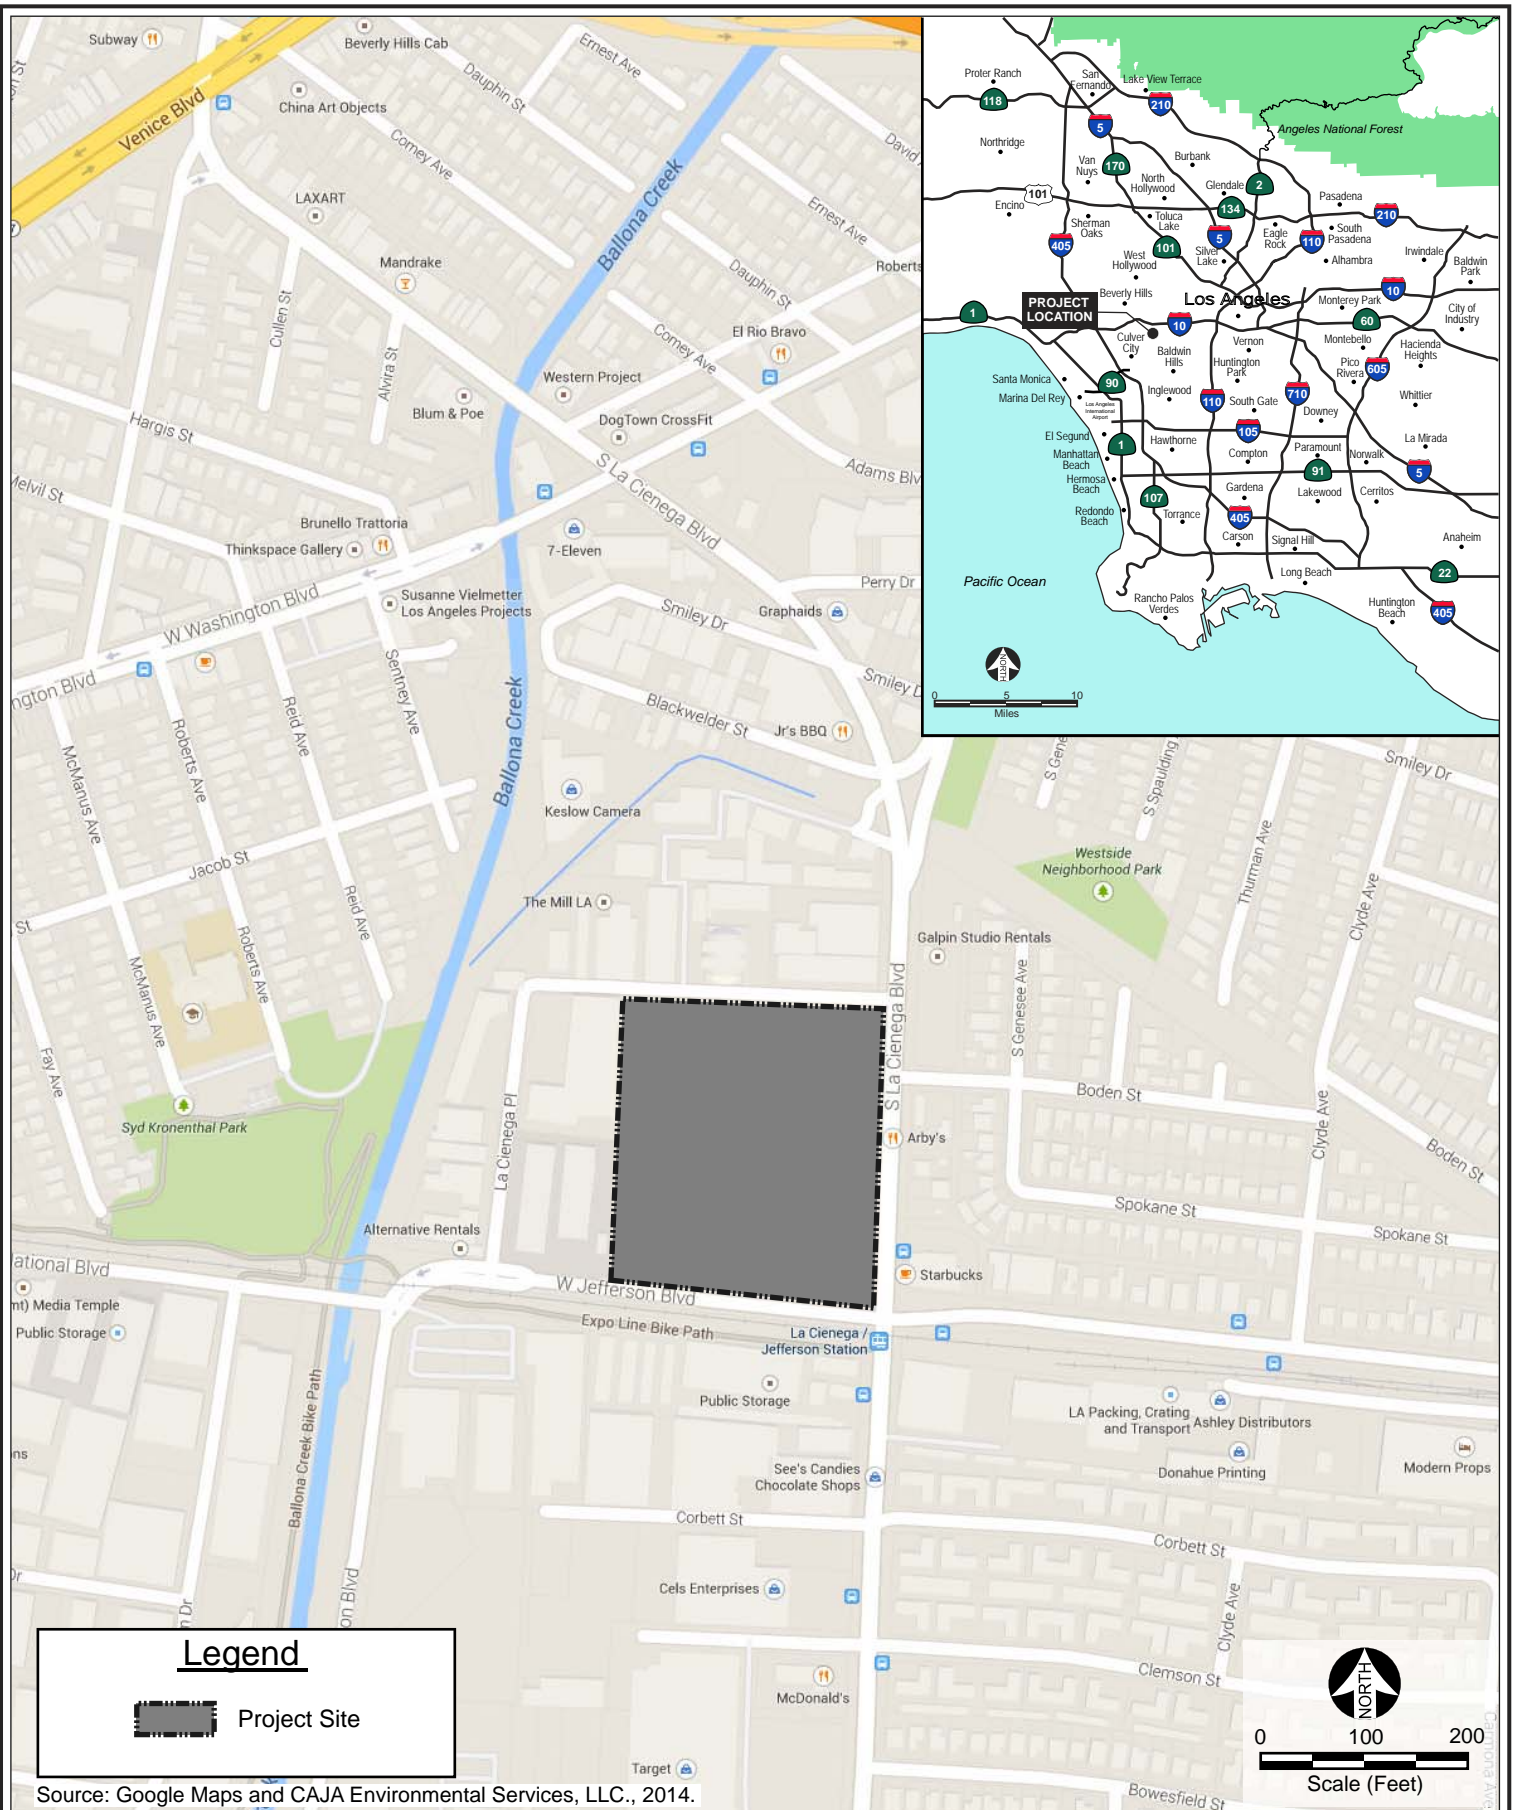 Subway
Beverly Hills Cab
Ernest Ave
Dauphin St
China Art Objects
Venice Blvd
Comey Ave
David
Ballona Creek
LAXART
Ernest Ave
Mandrake
Roberts
Dauphin St
Cullen St
El Rio Bravo
Comey Ave
Alvira St
Western Project
Blum & Poe
DogTown CrossFit
Hargis St
S La Cienega Blvd
Adams Blv
Melvil St
Brunello Trattoria
Thinkspace Gallery
7-Eleven
Perry Dr
Susanne Vielmetter
Los Angeles Projects
Smiley Dr
Graphaids
W Washington Blvd
Sentney Ave
Smiley D
ngton Blvd
Ballona Creek
Reid Ave
Roberts Ave
Blackwelder St
Jr's BBQ
McManus Ave
Keslow Camera
S Gene
S Spaulding
Smiley Dr
Jacob St
Reid Ave
Westside
Neighborhood Park
Thurman Ave
Clyde Ave
The Mill LA
St
Roberts Ave
Galpin Studio Rentals
McManus Ave
S La Cienega Blvd
S Genesee Ave
Fay Ave
Boden St
Syd Kronenthal Park
La Cienega Pl
Arby's
Clyde Ave
Boden St
Spokane St
Spokane St
Alternative Rentals
ational Blvd
Starbucks
W Jefferson Blvd
mt) Media Temple
Public Storage
Expo Line Bike Path
La Cienega /
Jefferson Station
Public Storage
Ballona Creek Bike Path
LA Packing, Crating
and Transport
Ashley Distributors
Donahue Printing
Modern Props
See's Candies
Chocolate Shops
ons
Corbett St
Corbett St
Dr
n Dr
on Blvd
Cels Enterprises
Clyde Ave
Clemson St
McDonald's
Target
Carmona Ave
Bowesfield St
Proter Ranch
San
Fernando
Lake View Terrace
118
210
5
Angeles National Forest
Northridge
Van
Nuys
170
Burbank
North
Hollywood
Glendale
2
101
Pasadena
Encino
134
210
Sherman
Oaks
Toluca
Lake
5
Eagle
Rock
110
South
Pasadena
405
101
West
Hollywood
Silver
Lake
Alhambra
Irwindale
Baldwin
Park
Beverly Hills
Los Angeles
10
Monterey Park
City of
Industry
PROJECT
LOCATION
1
10
60
Culver
City
Baldwin
Hills
Vernon
Montebello
Hacienda
Heights
Huntington
Park
Pico
Rivera
605
Santa Monica
90
Marina Del Rey
Inglewood
Los Angeles
International
Airport
110
South Gate
710
Downey
Whittier
El Segund
1
Hawthorne
105
Compton
Paramount
Norwalk
La Mirada
Manhattan
Beach
Hermosa
Beach
91
5
107
Gardena
Lakewood
Cerritos
Redondo
Beach
Torrance
405
Carson
Signal Hill
Anaheim
Pacific Ocean
Long Beach
22
Rancho Palos
Verdes
Huntington
Beach
405
NORTH
0 5 10
Miles
Legend
Project Site
NORTH
0 100 200
Scale (Feet)
Source: Google Maps and CAJA Environmental Services, LLC., 2014.